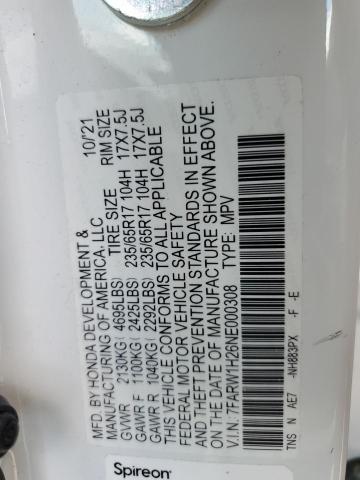 MFD. BY HONDA DEVELOPMENT & 10/21
MANUFACTURING OF AMERICA, LLC
TIRE SIZE RIM SIZE
GVWR 2130KG (4695LBS)
GAWR F 1100KG (2425LBS) 235/65R17 104H 17X7.5J
GAWR R 1040KG (2292LBS) 235/65R17 104H 17X7.5J
THIS VEHICLE CONFORMS TO ALL APPLICABLE
FEDERAL MOTOR VEHICLE SAFETY
AND THEFT PREVENTION STANDARDS IN EFFECT
ON THE DATE OF MANUFACTURE SHOWN ABOVE.
V.I.N. 7FARW1H26NE000308 TYPE: MPV
TNS N AE7 -NH883PX -F -E
Spireon